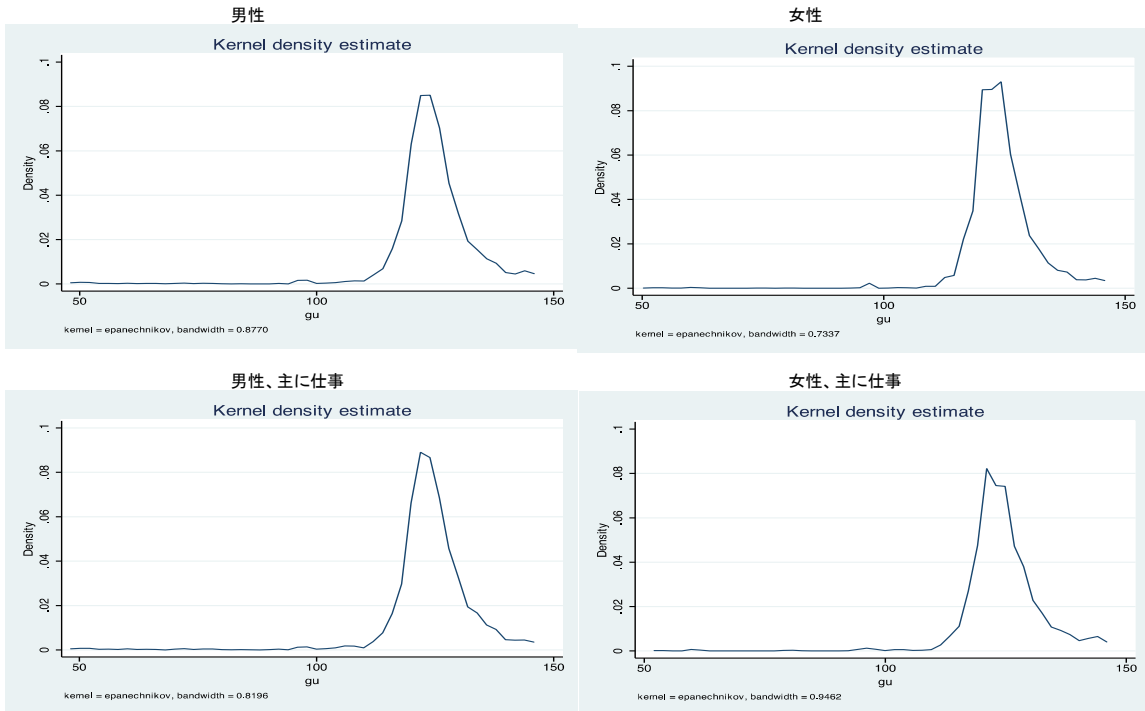 男性
Kernel density estimate
Density
.1
.08
.06
.04
.02
0
50
100
150
gu
kernel = epanechnikov, bandwidth = 0.8770
女性
Kernel density estimate
Density
.1
.08
.06
.04
.02
0
50
100
150
gu
kernel = epanechnikov, bandwidth = 0.7337
男性、主に仕事
Kernel density estimate
Density
.1
.08
.06
.04
.02
0
50
100
150
gu
kernel = epanechnikov, bandwidth = 0.8196
女性、主に仕事
Kernel density estimate
Density
.1
.08
.06
.04
.02
0
50
100
150
gu
kernel = epanechnikov, bandwidth = 0.9462